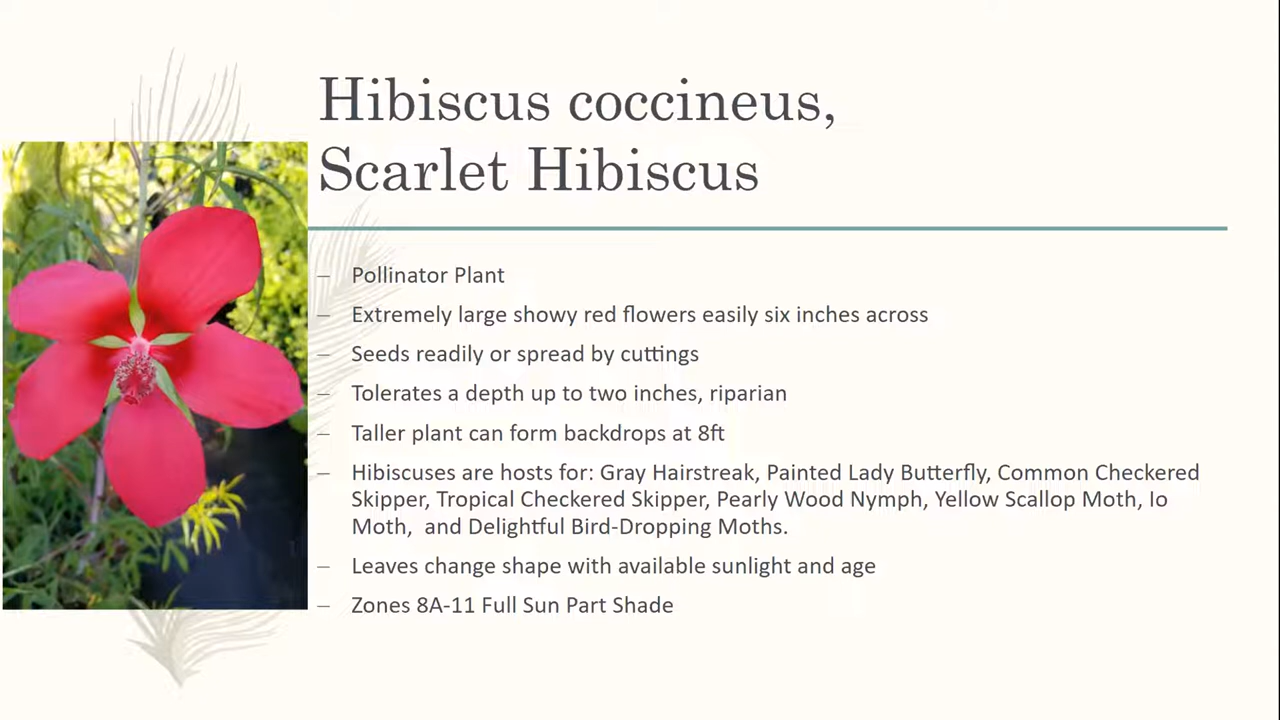 Hibiscus coccineus,
Scarlet Hibiscus
– Pollinator Plant
– Extremely large showy red flowers easily six inches across
– Seeds readily or spread by cuttings
– Tolerates a depth up to two inches, riparian
– Taller plant can form backdrops at 8ft
– Hibiscuses are hosts for: Gray Hairstreak, Painted Lady Butterfly, Common Checkered
Skipper, Tropical Checkered Skipper, Pearly Wood Nymph, Yellow Scallop Moth, Io
Moth,  and Delightful Bird-Dropping Moths.
– Leaves change shape with available sunlight and age
– Zones 8A-11 Full Sun Part Shade